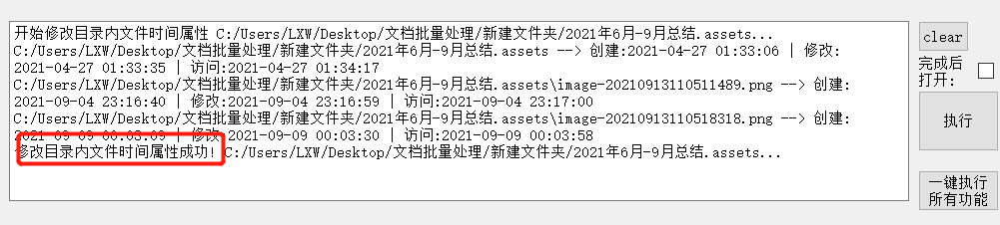 开始修改目录内文件时间属性 C:/Users/LXW/Desktop/文档批量处理/新建文件夹/2021年6月-9月总结.assets...
C:/Users/LXW/Desktop/文档批量处理/新建文件夹/2021年6月-9月总结.assets --> 创建:2021-04-27 01:33:06 | 修改:
2021-04-27 01:33:35 | 访问:2021-04-27 01:34:17
C:/Users/LXW/Desktop/文档批量处理/新建文件夹/2021年6月-9月总结.assets\image-20210913110511489.png --> 创建:
2021-09-04 23:16:40 | 修改:2021-09-04 23:16:59 | 访问:2021-09-04 23:17:00
C:/Users/LXW/Desktop/文档批量处理/新建文件夹/2021年6月-9月总结.assets\image-20210913110518318.png --> 创建:
2021-09-09 00:03:09 | 修改:2021-09-09 00:03:30 | 访问:2021-09-09 00:03:58
修改目录内文件时间属性成功! C:/Users/LXW/Desktop/文档批量处理/新建文件夹/2021年6月-9月总结.assets...
clear
完成后
打开:
执行
一键执行
所有功能